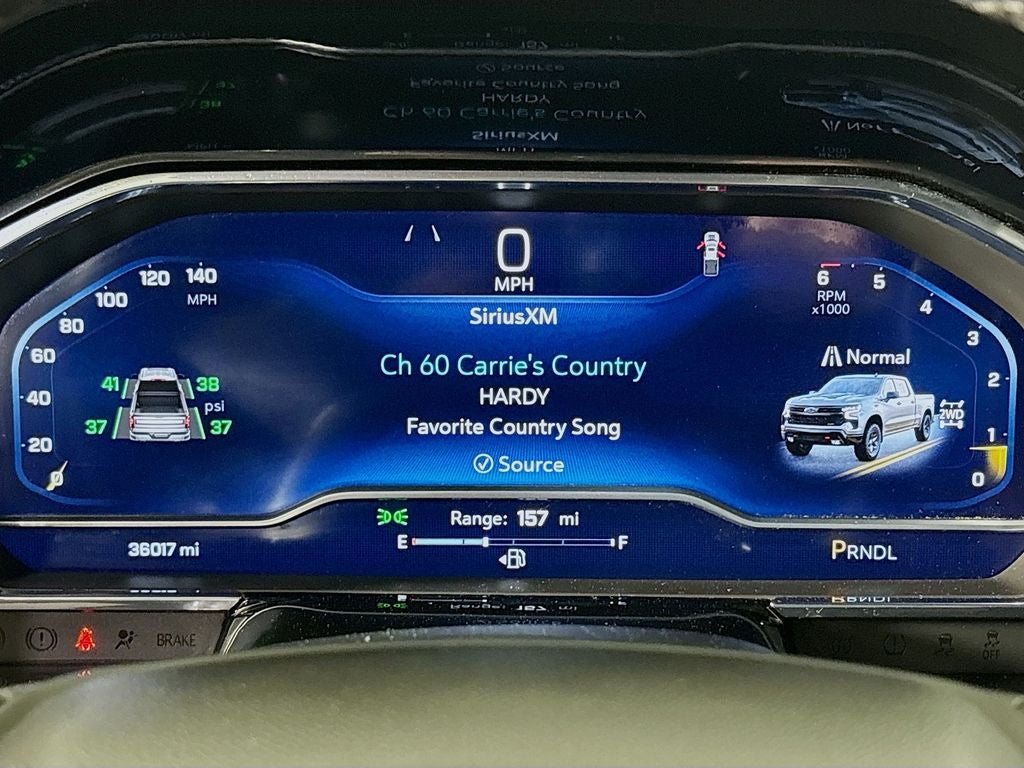 0
MPH
SiriusXM
Ch 60 Carrie's Country
HARDY
Favorite Country Song
Source
140
120
100
80
60
40
20
0
MPH
41 38
psi
37 37
6
5
4
3
2
1
0
RPM
x1000
Normal
2WD
Range: 157 mi
E F
36017 mi
PRNDL
BRAKE
OFF